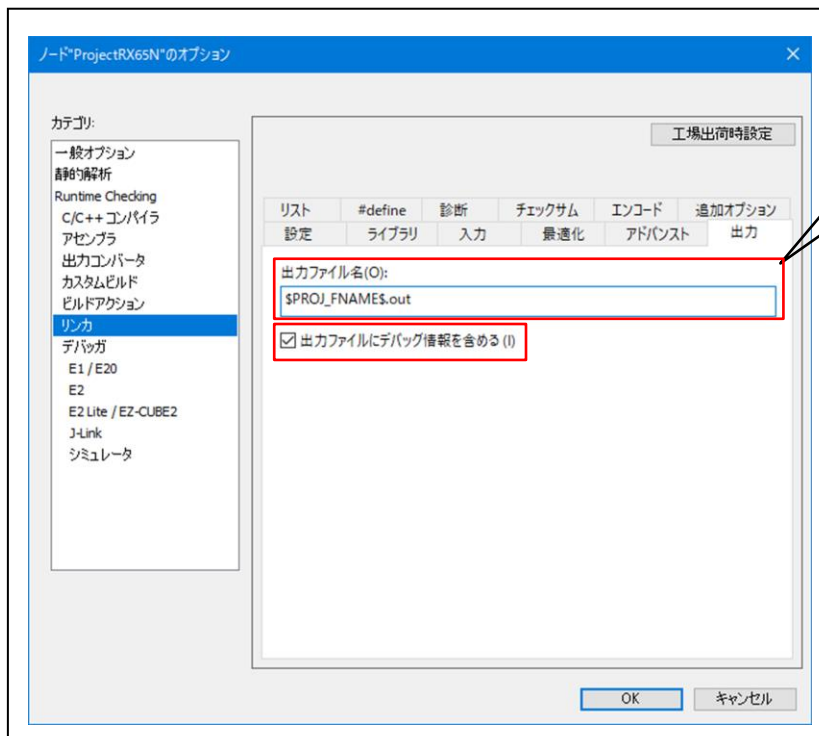 ノード"ProjectRX65N"のオプション
カテゴリ:
一般オプション
静的解析
Runtime Checking
C/C++ コンパイラ
アセンブラ
出力コンバータ
カスタムビルド
ビルドアクション
リンカ
デバッガ
E1 / E20
E2
E2 Lite / EZ-CUBE2
J-Link
シミュレータ
工場出荷時設定
リスト #define 診断 チェックサム エンコード 追加オプション
設定 ライブラリ 入力 最適化 アドバンスト 出力
出力ファイル名(O):
$PROJ_FNAME$.out
出力ファイルにデバッグ情報を含める (I)
OK キャンセル